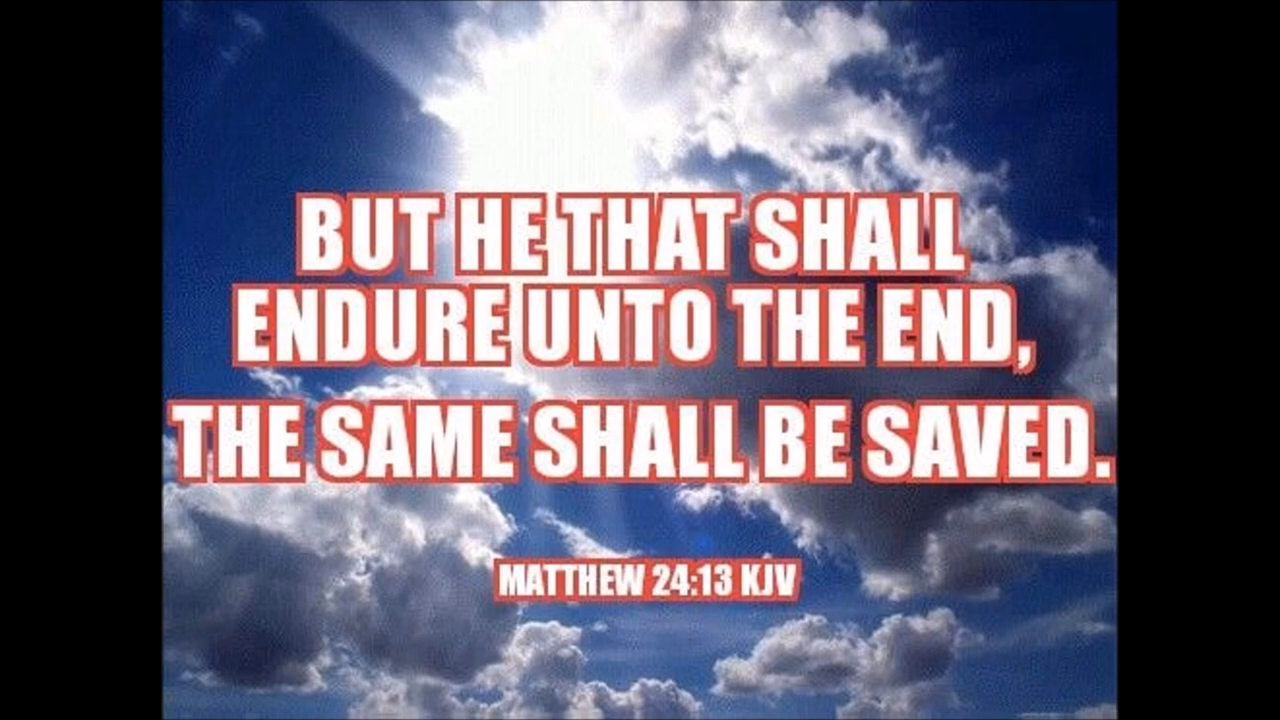 BUT HE THAT SHALL
ENDURE UNTO THE END,
THE SAME SHALL BE SAVED.
MATTHEW 24:13 KJV